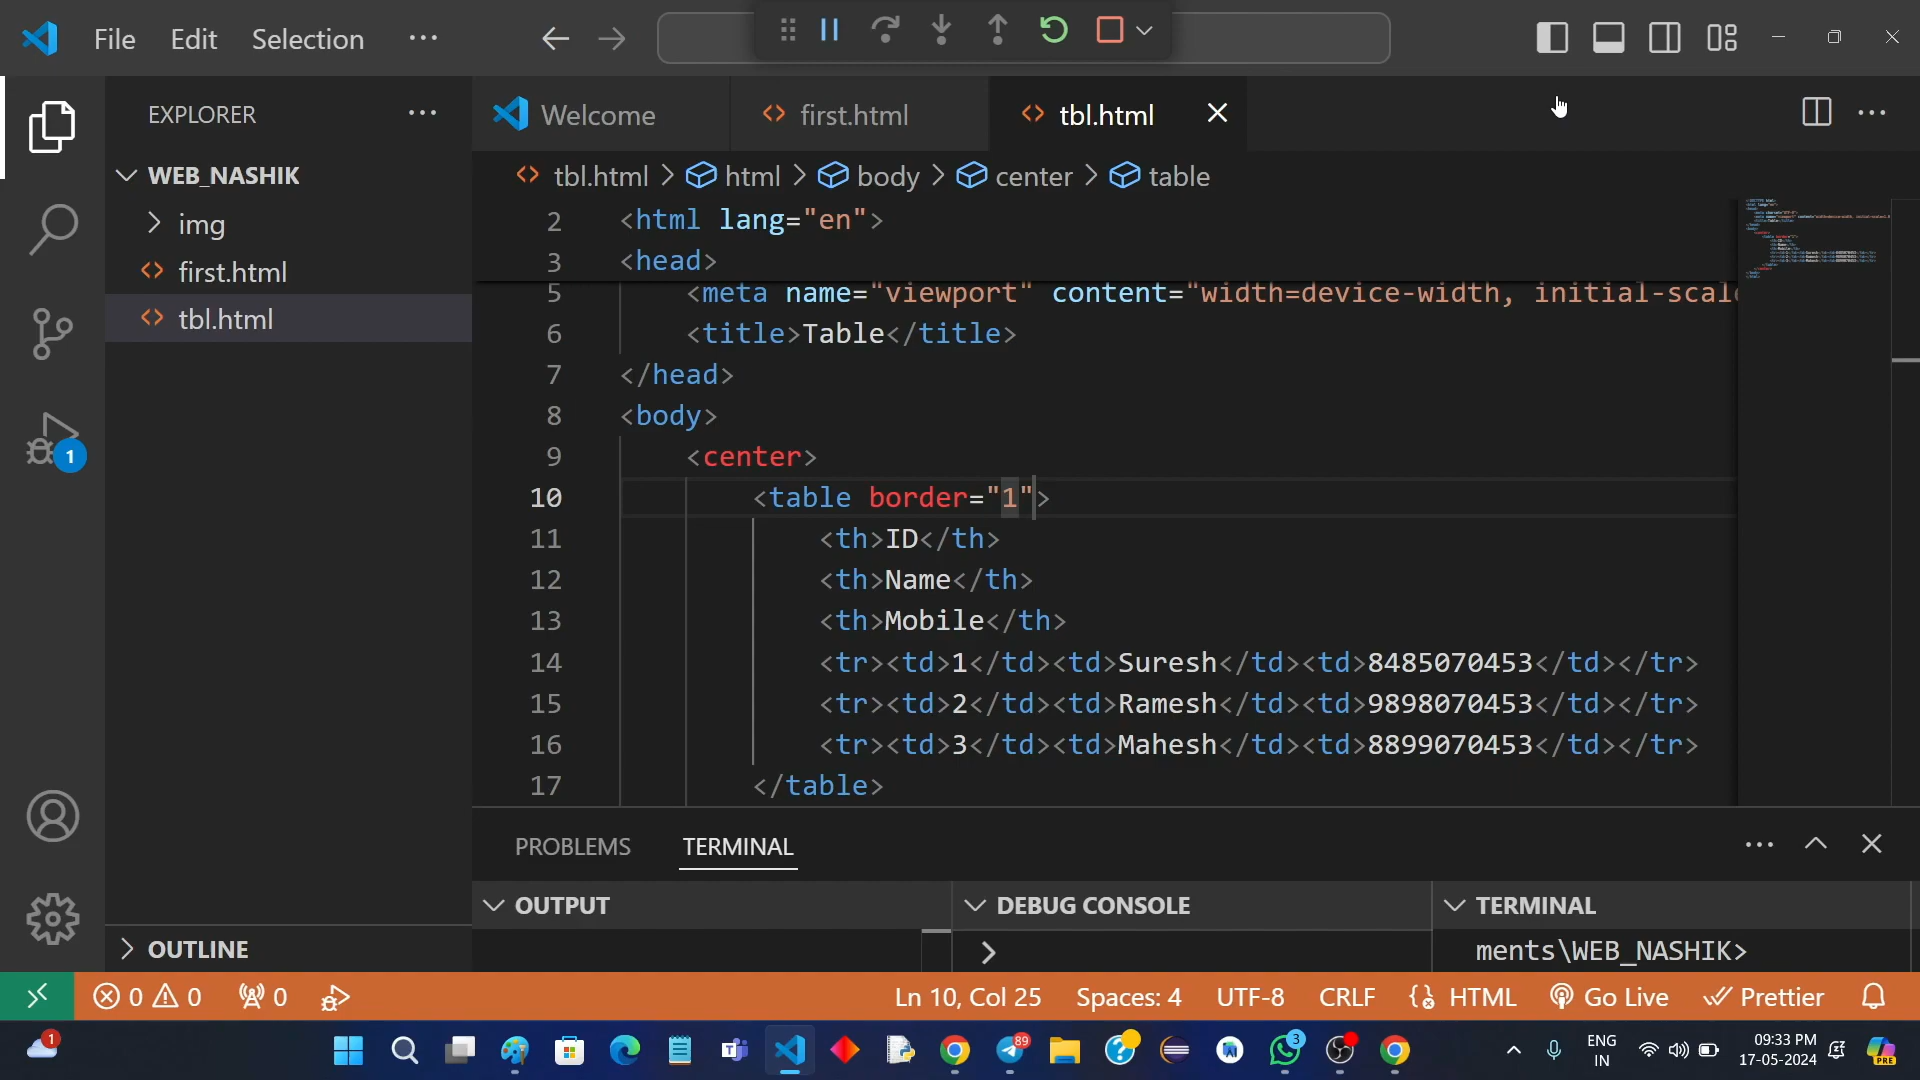 File Edit Selection ···
EXPLORER ···
WEB_NASHIK
img
first.html
tbl.html
OUTLINE
Welcome
first.html
tbl.html
tbl.html > html > body > center > table
2 <html lang="en">
3 <head>
5 <meta name="viewport" content="width=device-width, initial-scale
6 <title>Table</title>
7 </head>
8 <body>
9 <center>
10 <table border="1">
11 <th>ID</th>
12 <th>Name</th>
13 <th>Mobile</th>
14 <tr><td>1</td><td>Suresh</td><td>8485070453</td></tr>
15 <tr><td>2</td><td>Ramesh</td><td>9898070453</td></tr>
16 <tr><td>3</td><td>Mahesh</td><td>8899070453</td></tr>
17 </table>
PROBLEMS TERMINAL ···
OUTPUT
DEBUG CONSOLE
>
TERMINAL
ments\WEB_NASHIK>
1
0 0 0 Ln 10, Col 25 Spaces: 4 UTF-8 CRLF HTML Go Live Prettier
1
89
3
ENG
IN
09:33 PM
17-05-2024
PRE